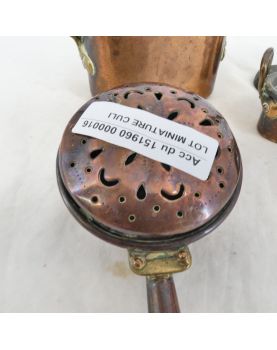 Acc du 151960 000016
LOT MINIATURE CULI